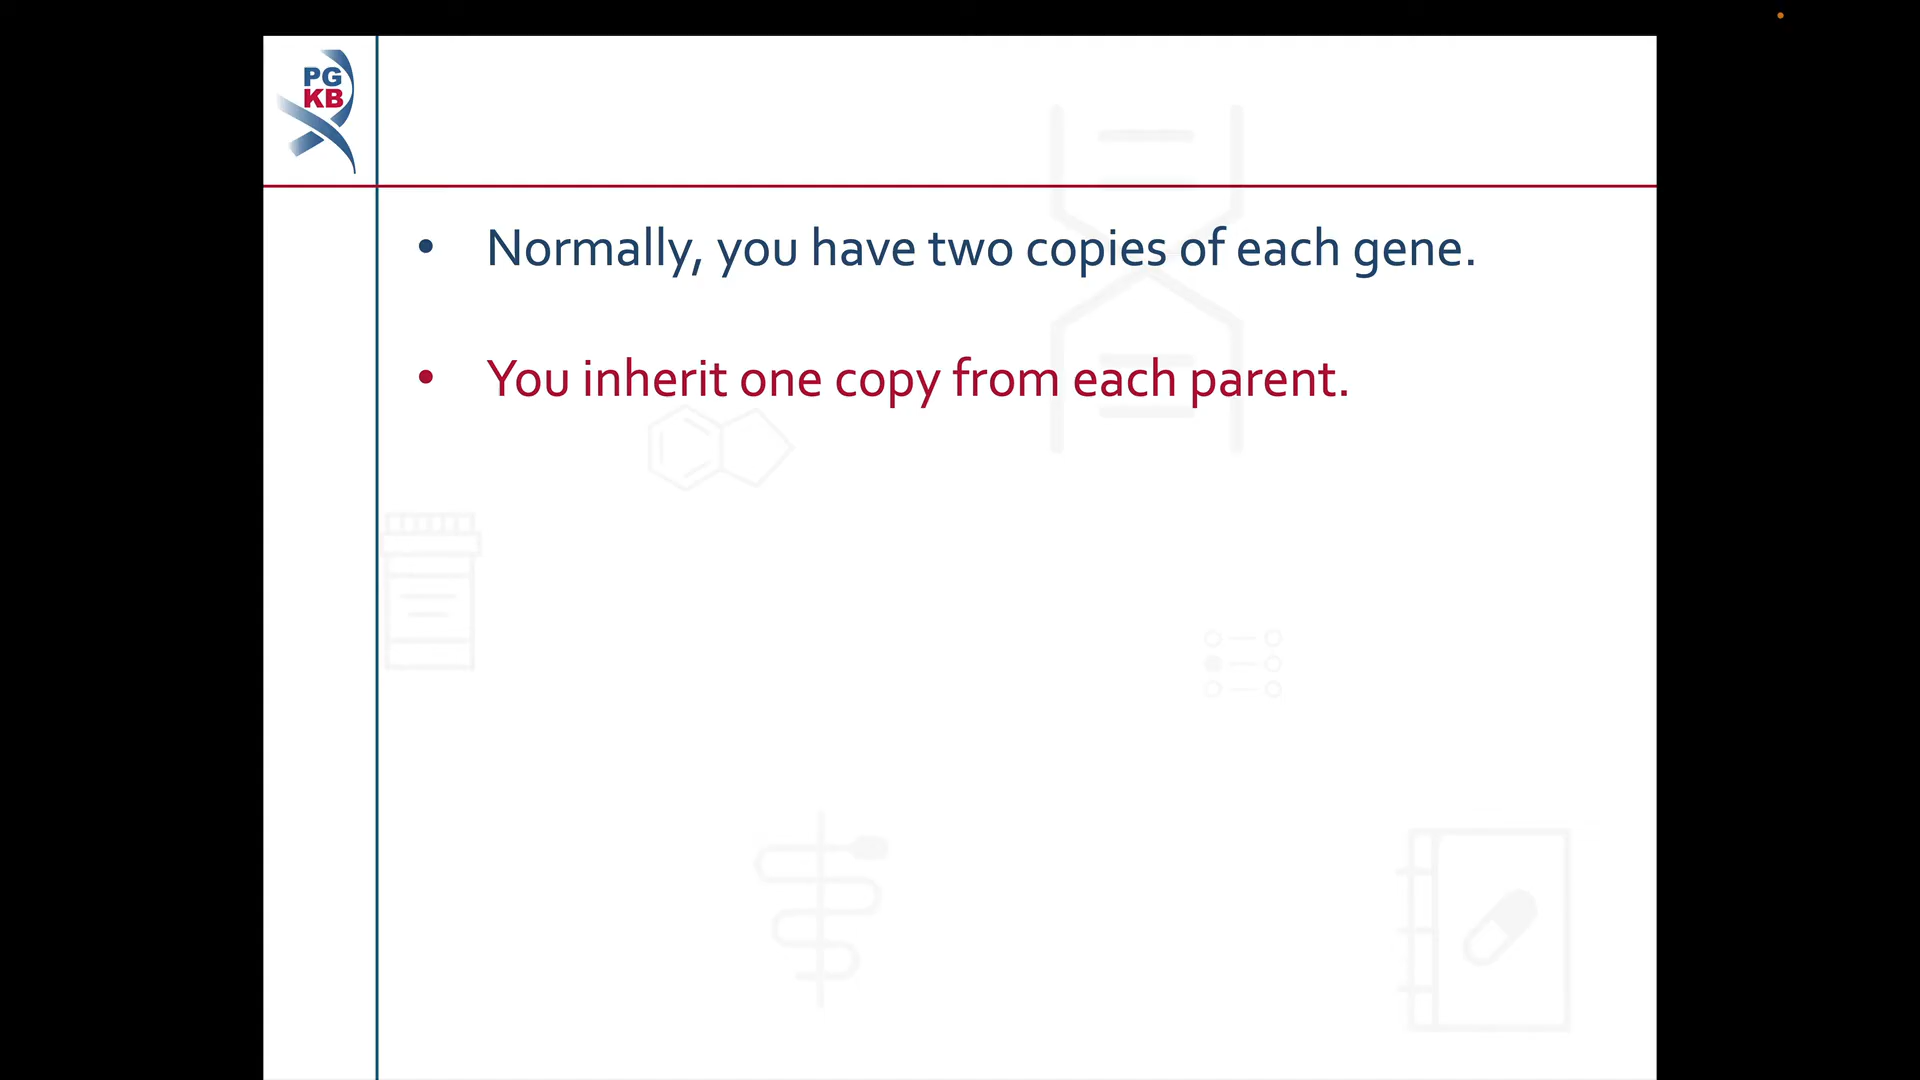 PG
KB
• Normally, you have two copies of each gene.
• You inherit one copy from each parent.